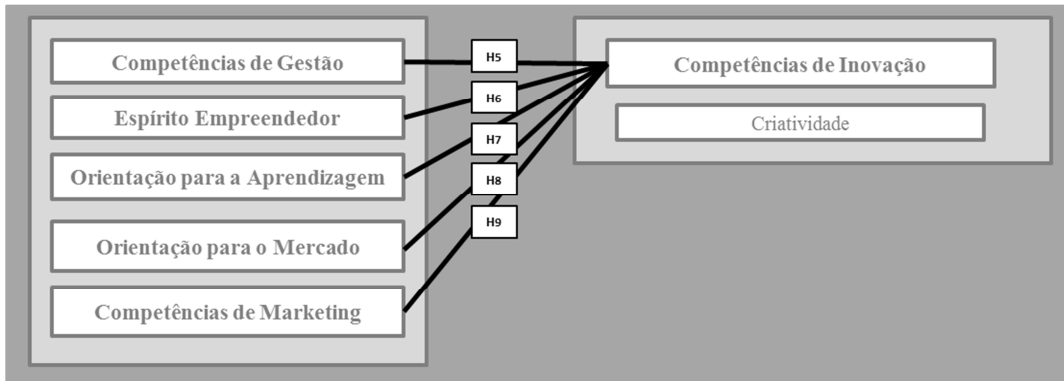 Competências de Gestão
Espírito Empreendedor
Orientação para a Aprendizagem
Orientação para o Mercado
Competências de Marketing
H5
H6
H7
H8
H9
Competências de Inovação
Criatividade